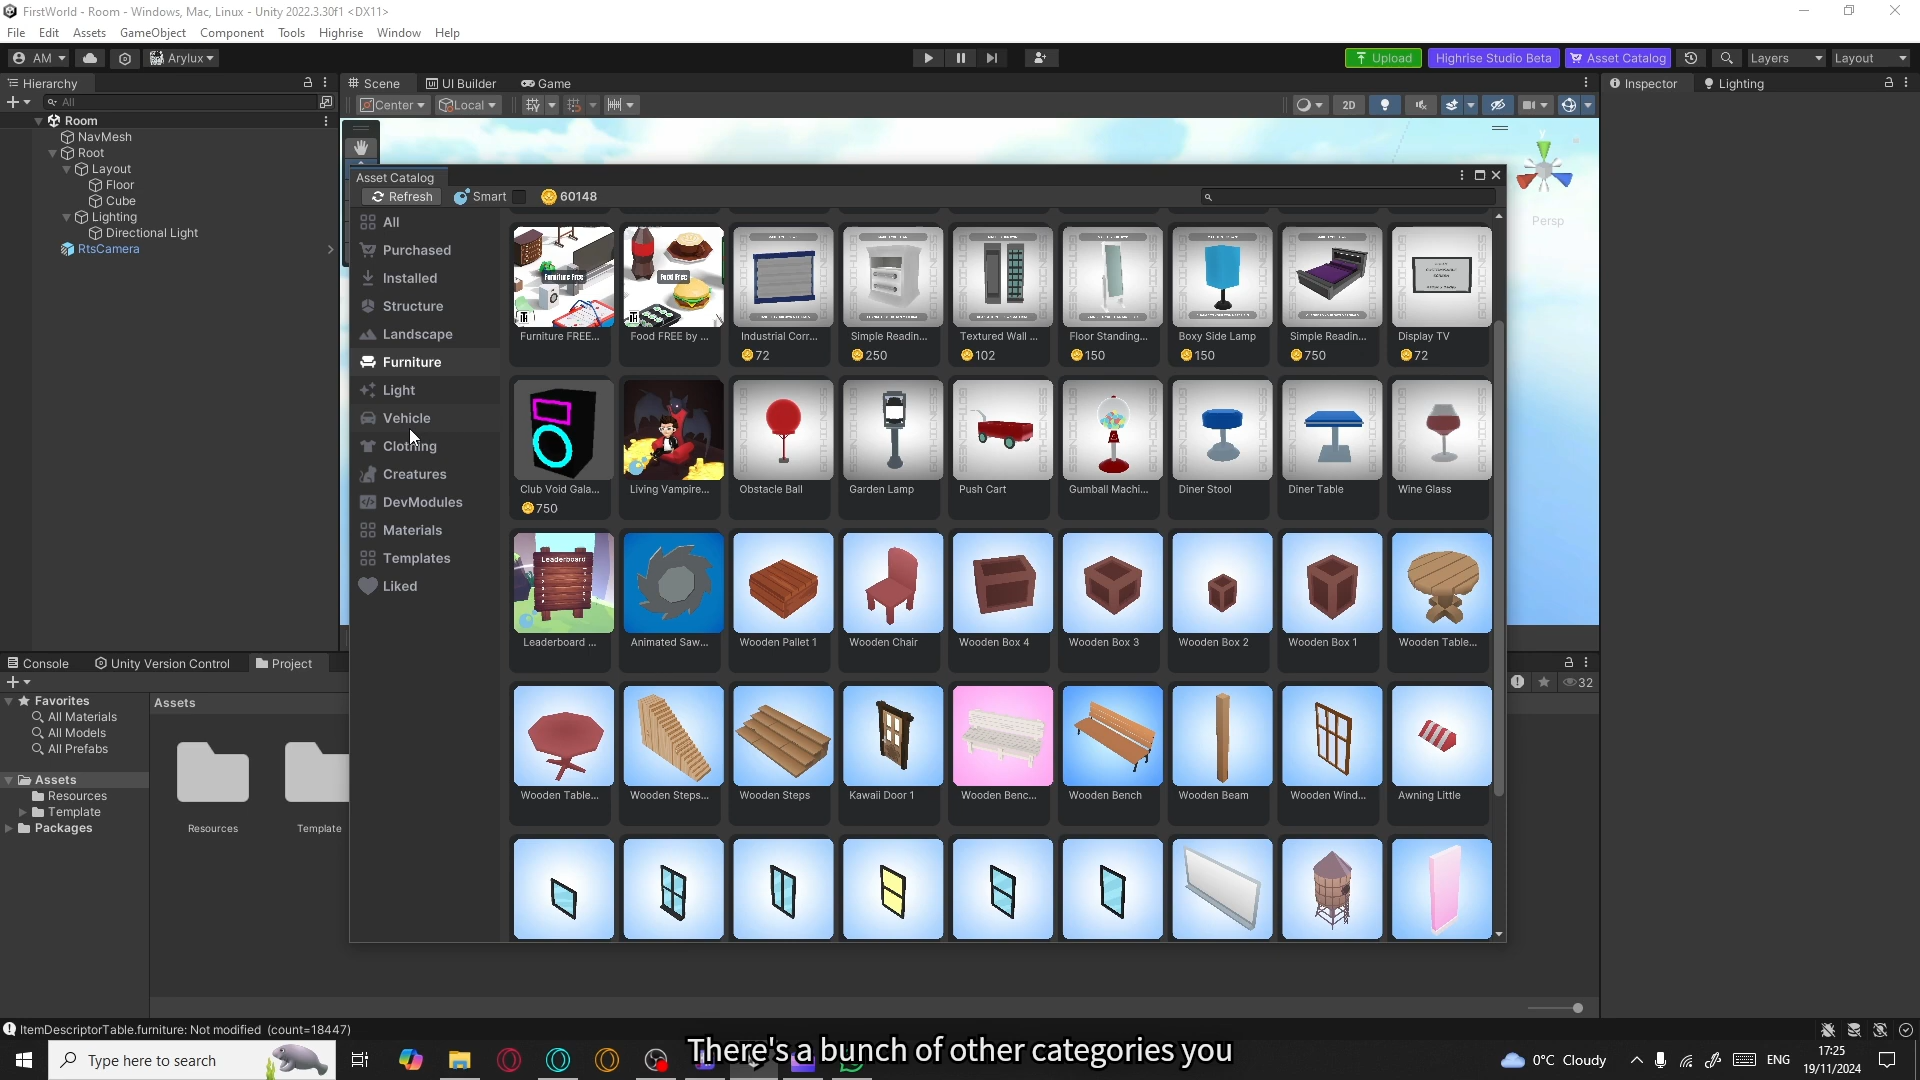 FirstWorld - Room - Windows, Mac, Linux - Unity 2022.3.30f1 <DX11>
File Edit Assets GameObject Component Tools Highrise Window Help
AM Arylux Upload Highrise Studio Beta Asset Catalog Layers Layout
Hierarchy Scene UI Builder Game Inspector Lighting
All Center Local 2D
Room
NavMesh
Root
Layout
Floor
Cube
Lighting
Directional Light
RtsCamera
Persp
Asset Catalog
Refresh Smart 60148
All
Purchased
Installed
Structure
Landscape
Furniture
Light
Vehicle
Clothing
Creatures
DevModules
Materials
Templates
Liked
Furniture Free Food Free
Furniture FREE... Food FREE by ... Industrial Corr... Simple Readin... Textured Wall ... Floor Standing... Boxy Side Lamp Simple Readin... Display TV
72 250 102 150 150 750 72
Club Void Gala... Living Vampire... Obstacle Ball Garden Lamp Push Cart Gumball Machi... Diner Stool Diner Table Wine Glass
750
Leaderboard
Leaderboard ... Animated Saw... Wooden Pallet 1 Wooden Chair Wooden Box 4 Wooden Box 3 Wooden Box 2 Wooden Box 1 Wooden Table...
Wooden Table... Wooden Steps... Wooden Steps Kawaii Door 1 Wooden Benc... Wooden Bench Wooden Beam Wooden Wind... Awning Little
Console Unity Version Control Project
32
Favorites
All Materials
All Models
All Prefabs
Assets
Resources
Template
Packages
Assets
Resources Template
ItemDescriptorTable.furniture: Not modified (count=18447)
There's a bunch of other categories you
Type here to search
0°C Cloudy ENG 17:25
19/11/2024